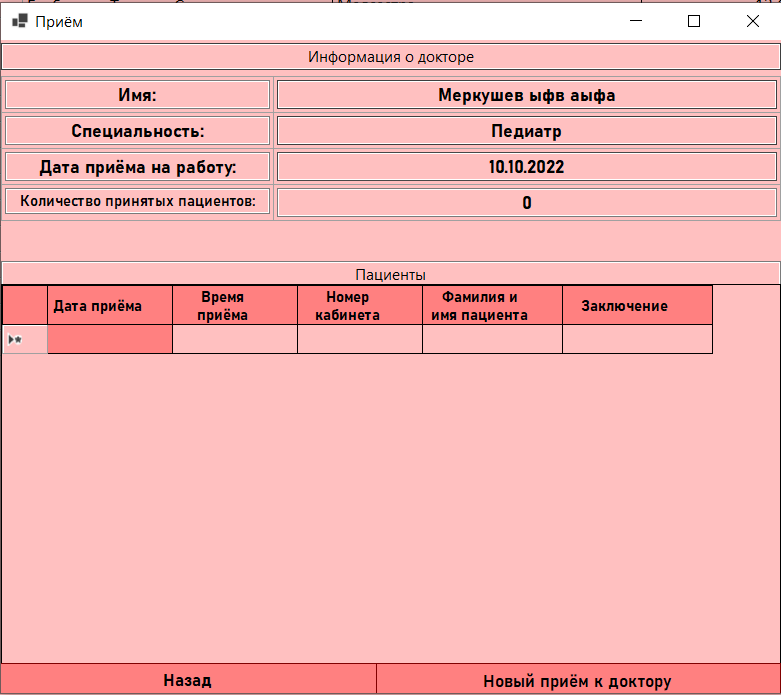 Приём
Информация о докторе
Имя: Меркушев ыфв аыфа
Специальность: Педиатр
Дата приёма на работу: 10.10.2022
Количество принятых пациентов: 0
Пациенты
Дата приёма
Время
приёма
Номер
кабинета
Фамилия и
имя пациента
Заключение
Назад
Новый приём к доктору